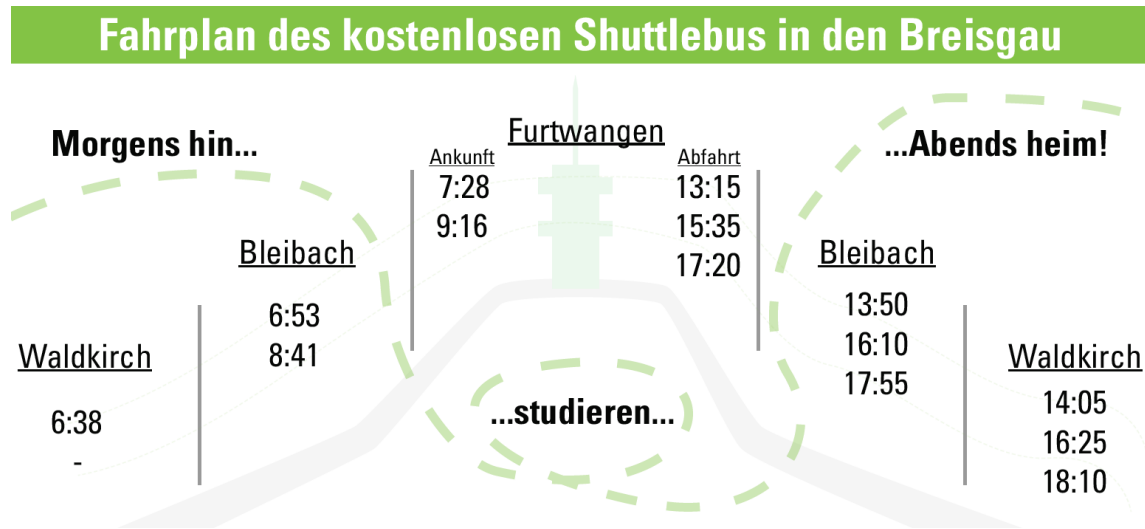 Fahrplan des kostenlosen Shuttlebus in den Breisgau
Morgens hin...
Waldkirch
6:38
-
Bleibach
6:53
8:41
Furtwangen
Ankunft
7:28
9:16
Abfahrt
13:15
15:35
17:20
...studieren...
...Abends heim!
Bleibach
13:50
16:10
17:55
Waldkirch
14:05
16:25
18:10